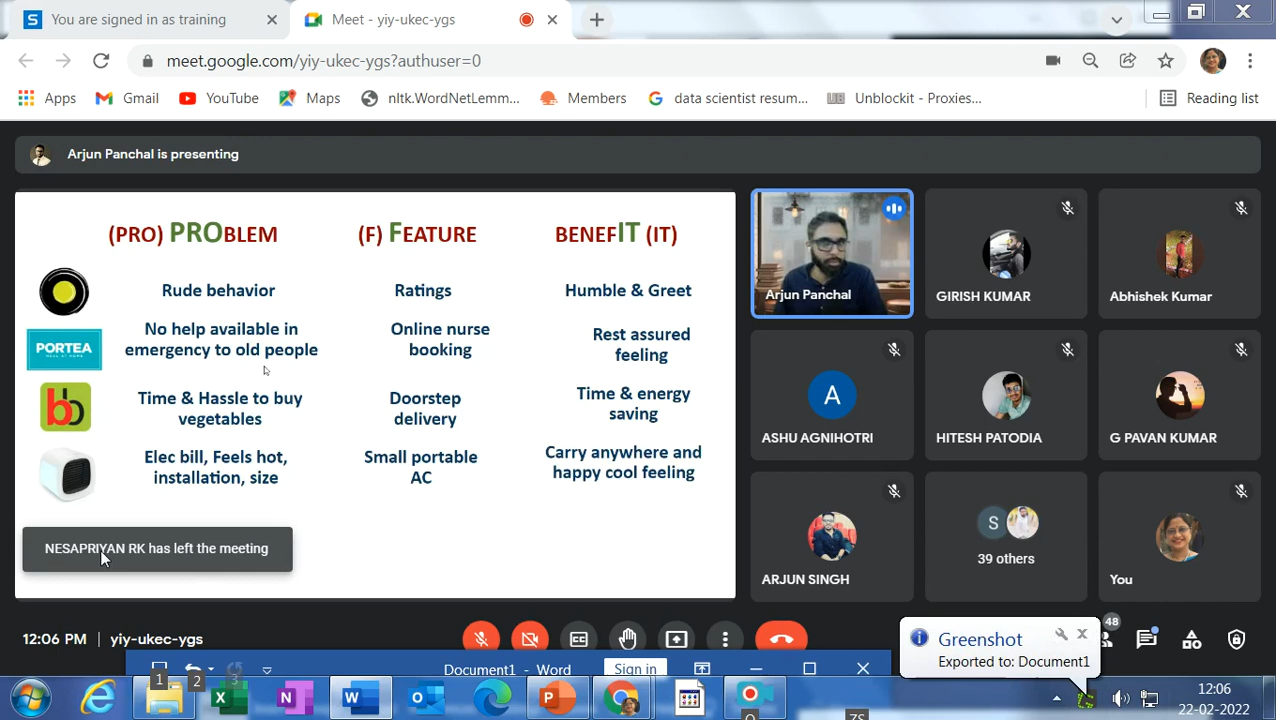 You are signed in as training
Meet - yiy-ukec-ygs
meet.google.com/yiy-ukec-ygs?authuser=0
Apps
Gmail
YouTube
Maps
nltk.WordNetLemm...
Members
data scientist resum...
Unblockit - Proxies...
Reading list
Arjun Panchal is presenting
(PRO) PROBLEM
(F) FEATURE
BENEFIT (IT)
Rude behavior
Ratings
Humble & Greet
PORTEA
HEAL AT HOME
No help available in
emergency to old people
Online nurse
booking
Rest assured
feeling
bb
Time & Hassle to buy
vegetables
Doorstep
delivery
Time & energy
saving
Elec bill, Feels hot,
installation, size
Small portable
AC
Carry anywhere and
happy cool feeling
NESAPRIYAN RK has left the meeting
Arjun Panchal
GIRISH KUMAR
Abhishek Kumar
A
ASHU AGNIHOTRI
HITESH PATODIA
G PAVAN KUMAR
ARJUN SINGH
S
39 others
You
12:06 PM
yiy-ukec-ygs
48
Greenshot
Exported to: Document1
Document1 - Word
Sign in
1
2
3
12:06
22-02-2022